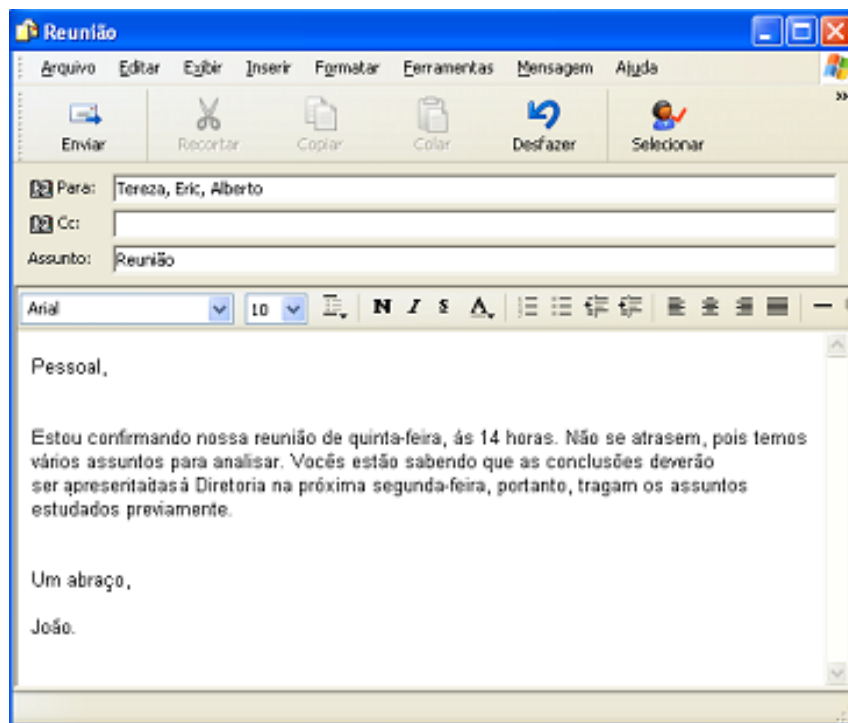 Reunião
Arquivo Editar Exibir Inserir Formatar Ferramentas Mensagem Ajuda
Enviar Recortar Copiar Colar Desfazer Selecionar
Para: Tereza, Eric, Alberto
Cc:
Assunto: Reunião
Arial 10 N I S A
Pessoal,
Estou confirmando nossa reunião de quinta-feira, ás 14 horas. Não se atrasem, pois temos
vários assuntos para analisar. Vocês estão sabendo que as conclusões deverão
ser apresentadas á Diretoria na próxima segunda-feira, portanto, tragam os assuntos
estudados previamente.
Um abraço,
João.